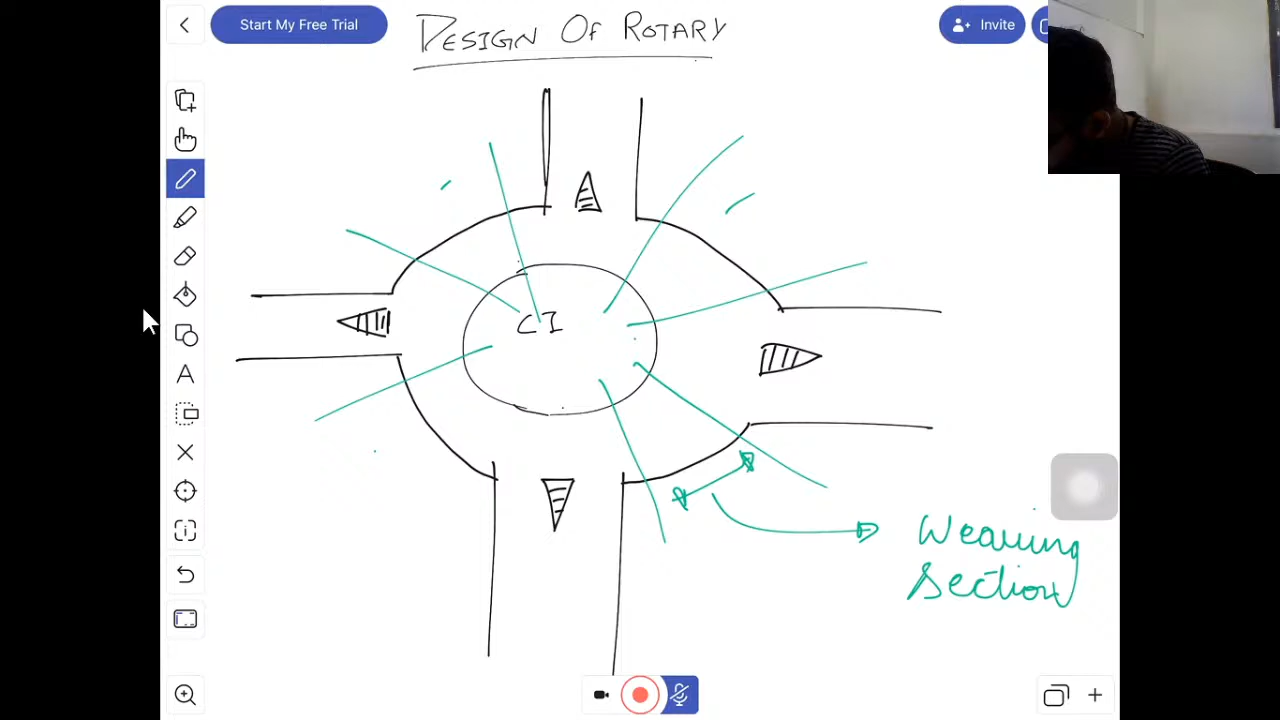 Start My Free Trial
DESIGN OF ROTARY
Invite
CI
A
Weaving
Section